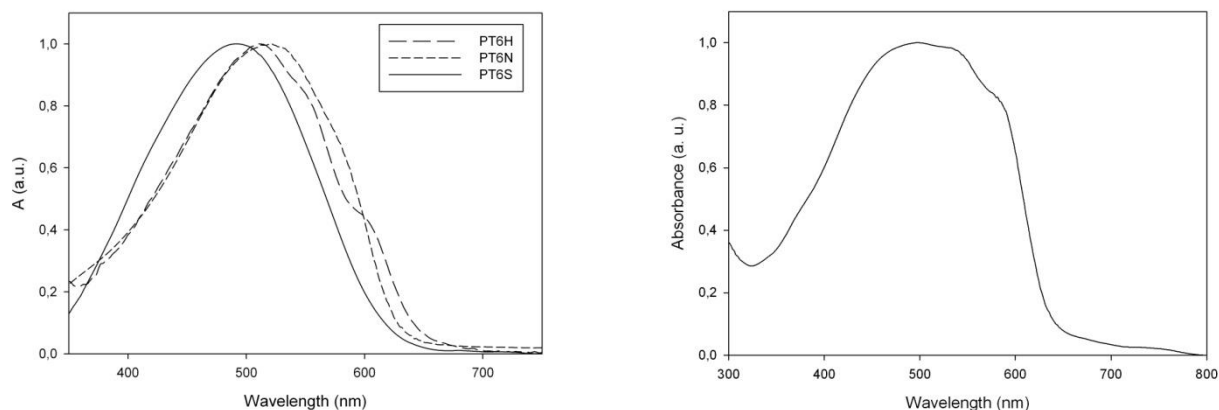 A (a.u.)
1,0
0,8
0,6
0,4
0,2
0,0
400 500 600 700
Wavelength (nm)
PT6H
PT6N
PT6S
Absorbance (a. u.)
1,0
0,8
0,6
0,4
0,2
0,0
300 400 500 600 700 800
Wavelength (nm)